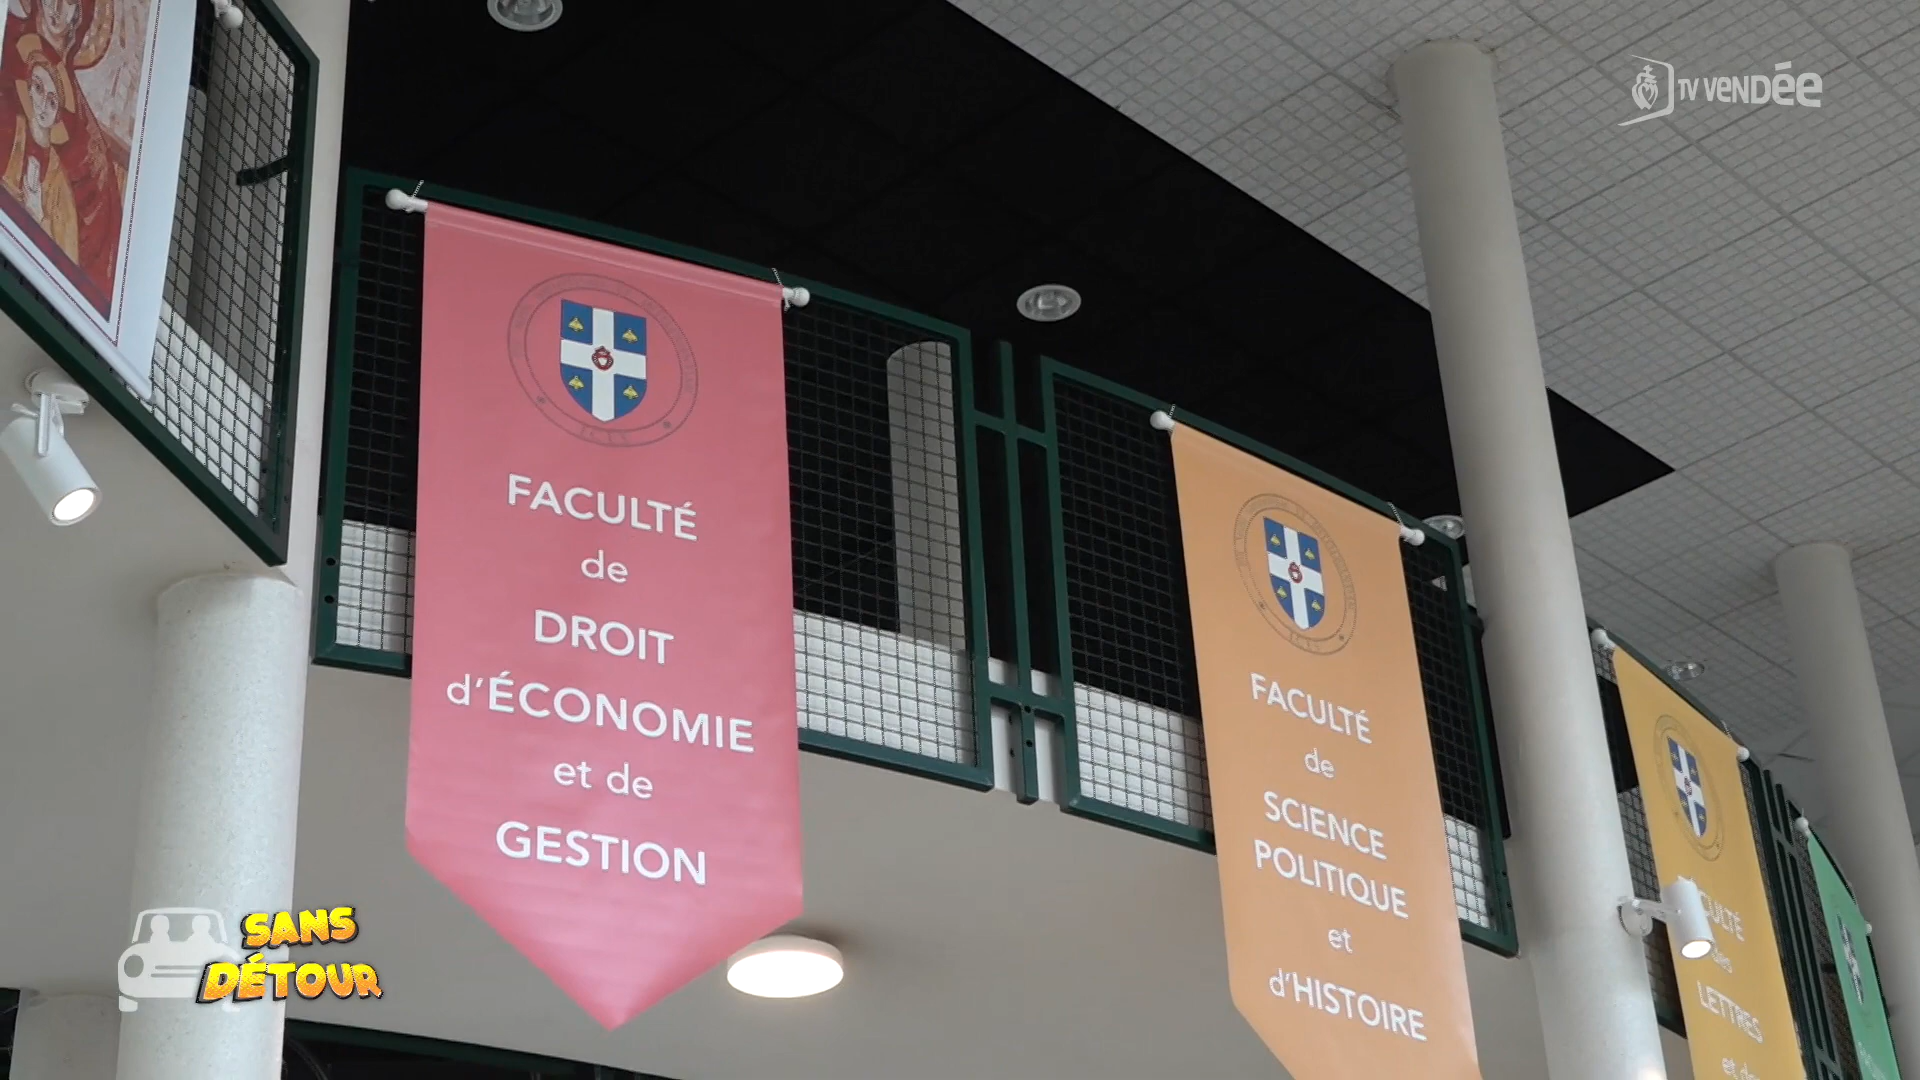 TV VENDÉE
FACULTÉ
de
DROIT
d'ÉCONOMIE
et de
GESTION
I.C.E.S
FACULTÉ
de
SCIENCE
POLITIQUE
et
d'HISTOIRE
LETTRES
SANS
DÉTOUR